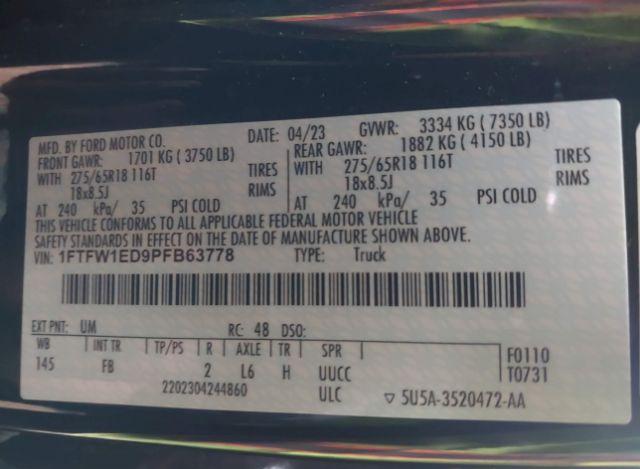 MFD. BY FORD MOTOR CO.
DATE: 04/23 GVWR: 3334 KG ( 7350 LB)
FRONT GAWR: 1701 KG ( 3750 LB) REAR GAWR: 1882 KG ( 4150 LB)
WITH 275/65R18 116T TIRES WITH 275/65R18 116T TIRES
18x8.5J RIMS 18x8.5J RIMS
AT 240 kPa/ 35 PSI COLD AT 240 kPa/ 35 PSI COLD
THIS VEHICLE CONFORMS TO ALL APPLICABLE FEDERAL MOTOR VEHICLE
SAFETY STANDARDS IN EFFECT ON THE DATE OF MANUFACTURE SHOWN ABOVE.
VIN: 1FTFW1ED9PFB63778 TYPE: Truck
EXT PNT: UM RC: 48 DSO:
WB INT TR TP/PS R AXLE TR SPR F0110
145 FB 2 L6 H UUCC T0731
2202304244860 ULC ▽ 5U5A-3520472-AA